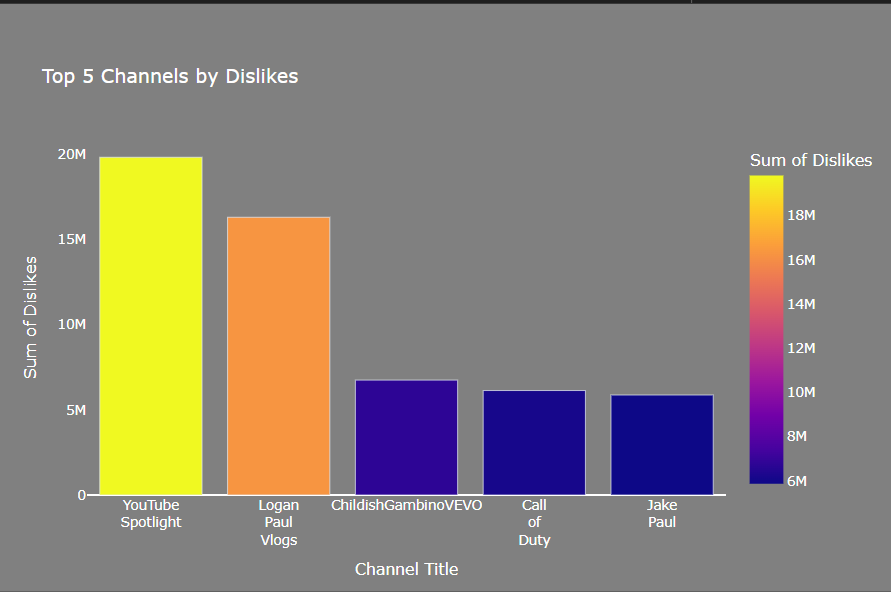 Top 5 Channels by Dislikes
Sum of Dislikes
20M
15M
10M
5M
0
Sum of Dislikes
18M
16M
14M
12M
10M
8M
6M
YouTube
Spotlight
Logan
Paul
Vlogs
ChildishGambinoVEVO
Call
of
Duty
Jake
Paul
Channel Title